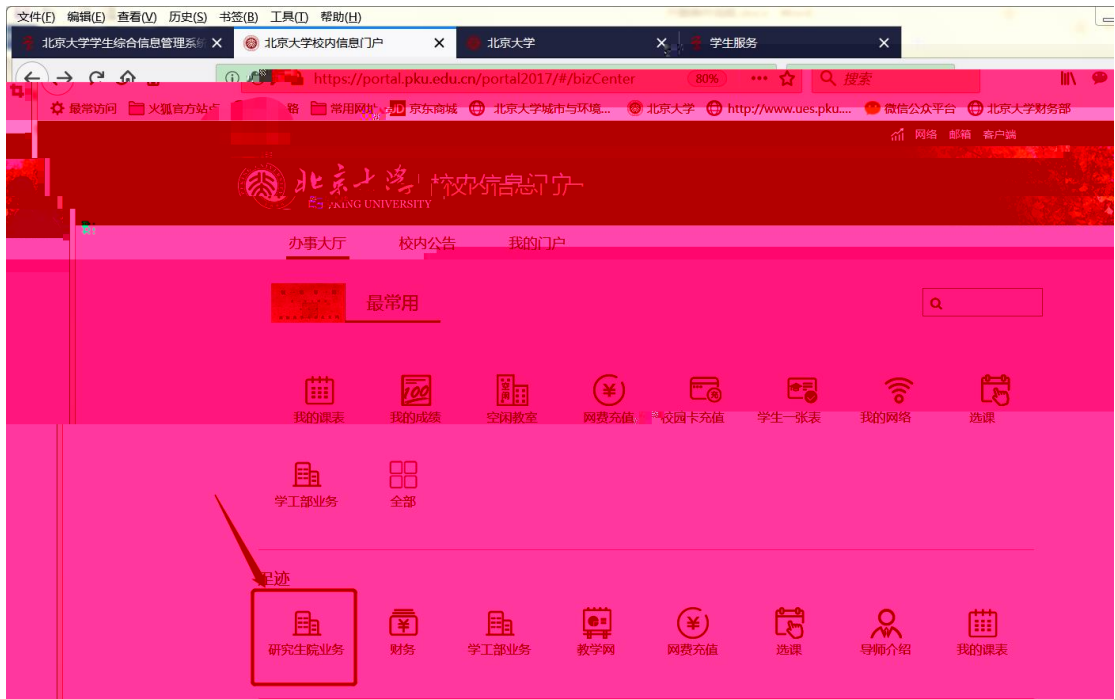 文件(F) 编辑(E) 查看(V) 历史(S) 书签(B) 工具(T) 帮助(H)
北京大学学生综合信息管理系统 北京大学校内信息门户 北京大学 学生服务
https://portal.pku.edu.cn/portal2017/#/bizCenter 80% 搜索
最常访问 火狐官方站点 常用网址 JD 京东商城 北京大学城市与环境... 北京大学 http://www.ues.pku.... 微信公众平台 北京大学财务部
网络 邮箱 客户端
北京大学 校内信息门户
PEKING UNIVERSITY
办事大厅 校内公告 我的门户
最常用
我的课表 我的成绩 空闲教室 网费充值 校园卡充值 学生一张表 我的网络 选课
学工部业务 全部
足迹
研究生院业务 财务 学工部业务 教学网 网费充值 选课 导师介绍 我的课表